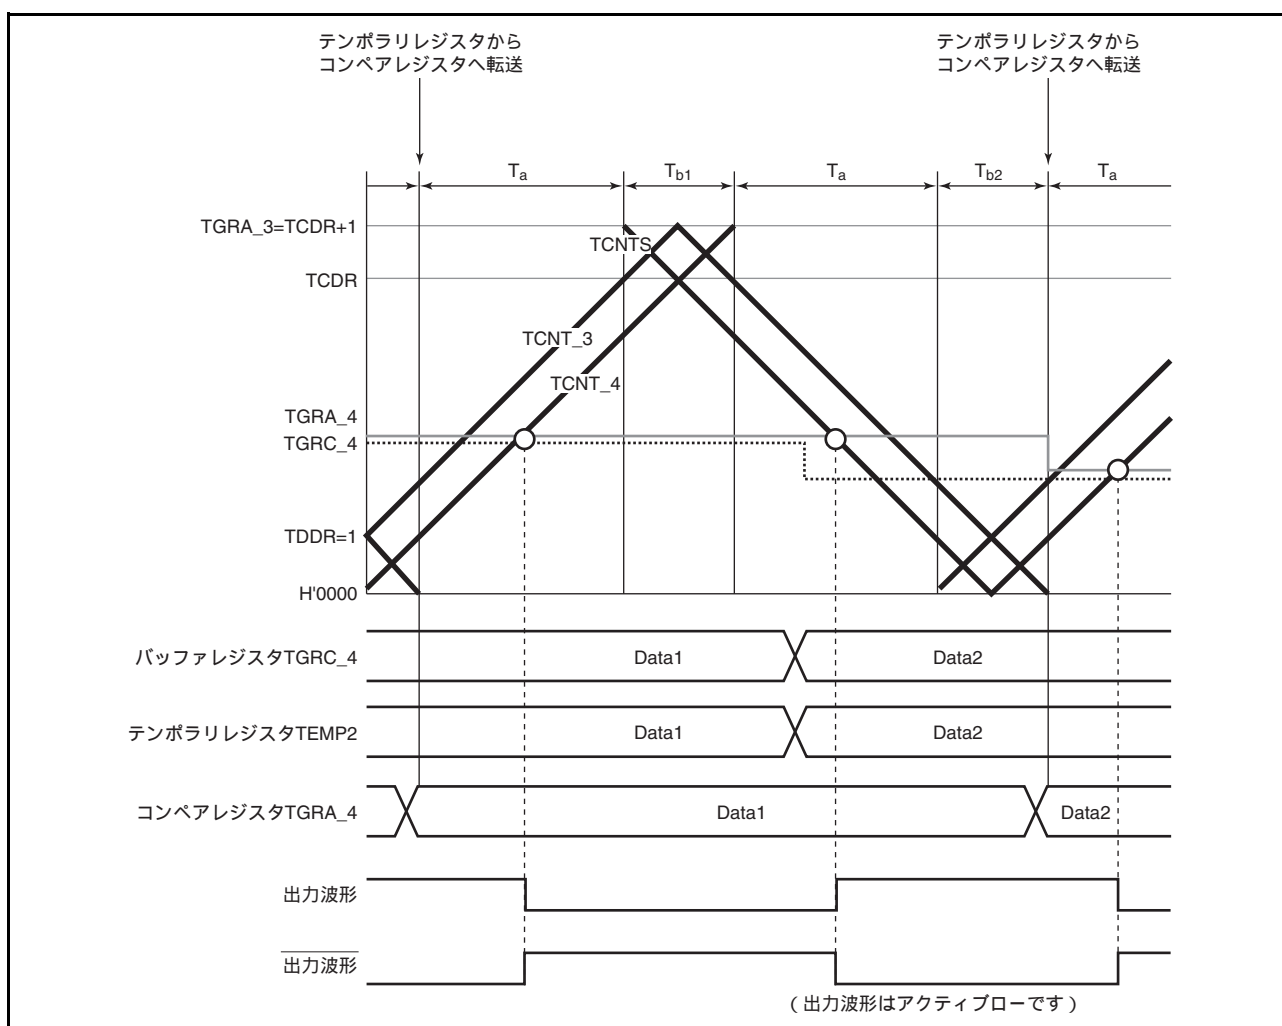 テンポラリレジスタから
コンペアレジスタへ転送
テンポラリレジスタから
コンペアレジスタへ転送
Ta
Tb1
Ta
Tb2
Ta
TGRA_3=TCDR+1
TCNTS
TCDR
TCNT_3
TCNT_4
TGRA_4
TGRC_4
TDDR=1
H'0000
バッファレジスタTGRC_4
Data1
Data2
テンポラリレジスタTEMP2
Data1
Data2
コンペアレジスタTGRA_4
Data1
Data2
出力波形
出力波形
(出力波形はアクティブローです)